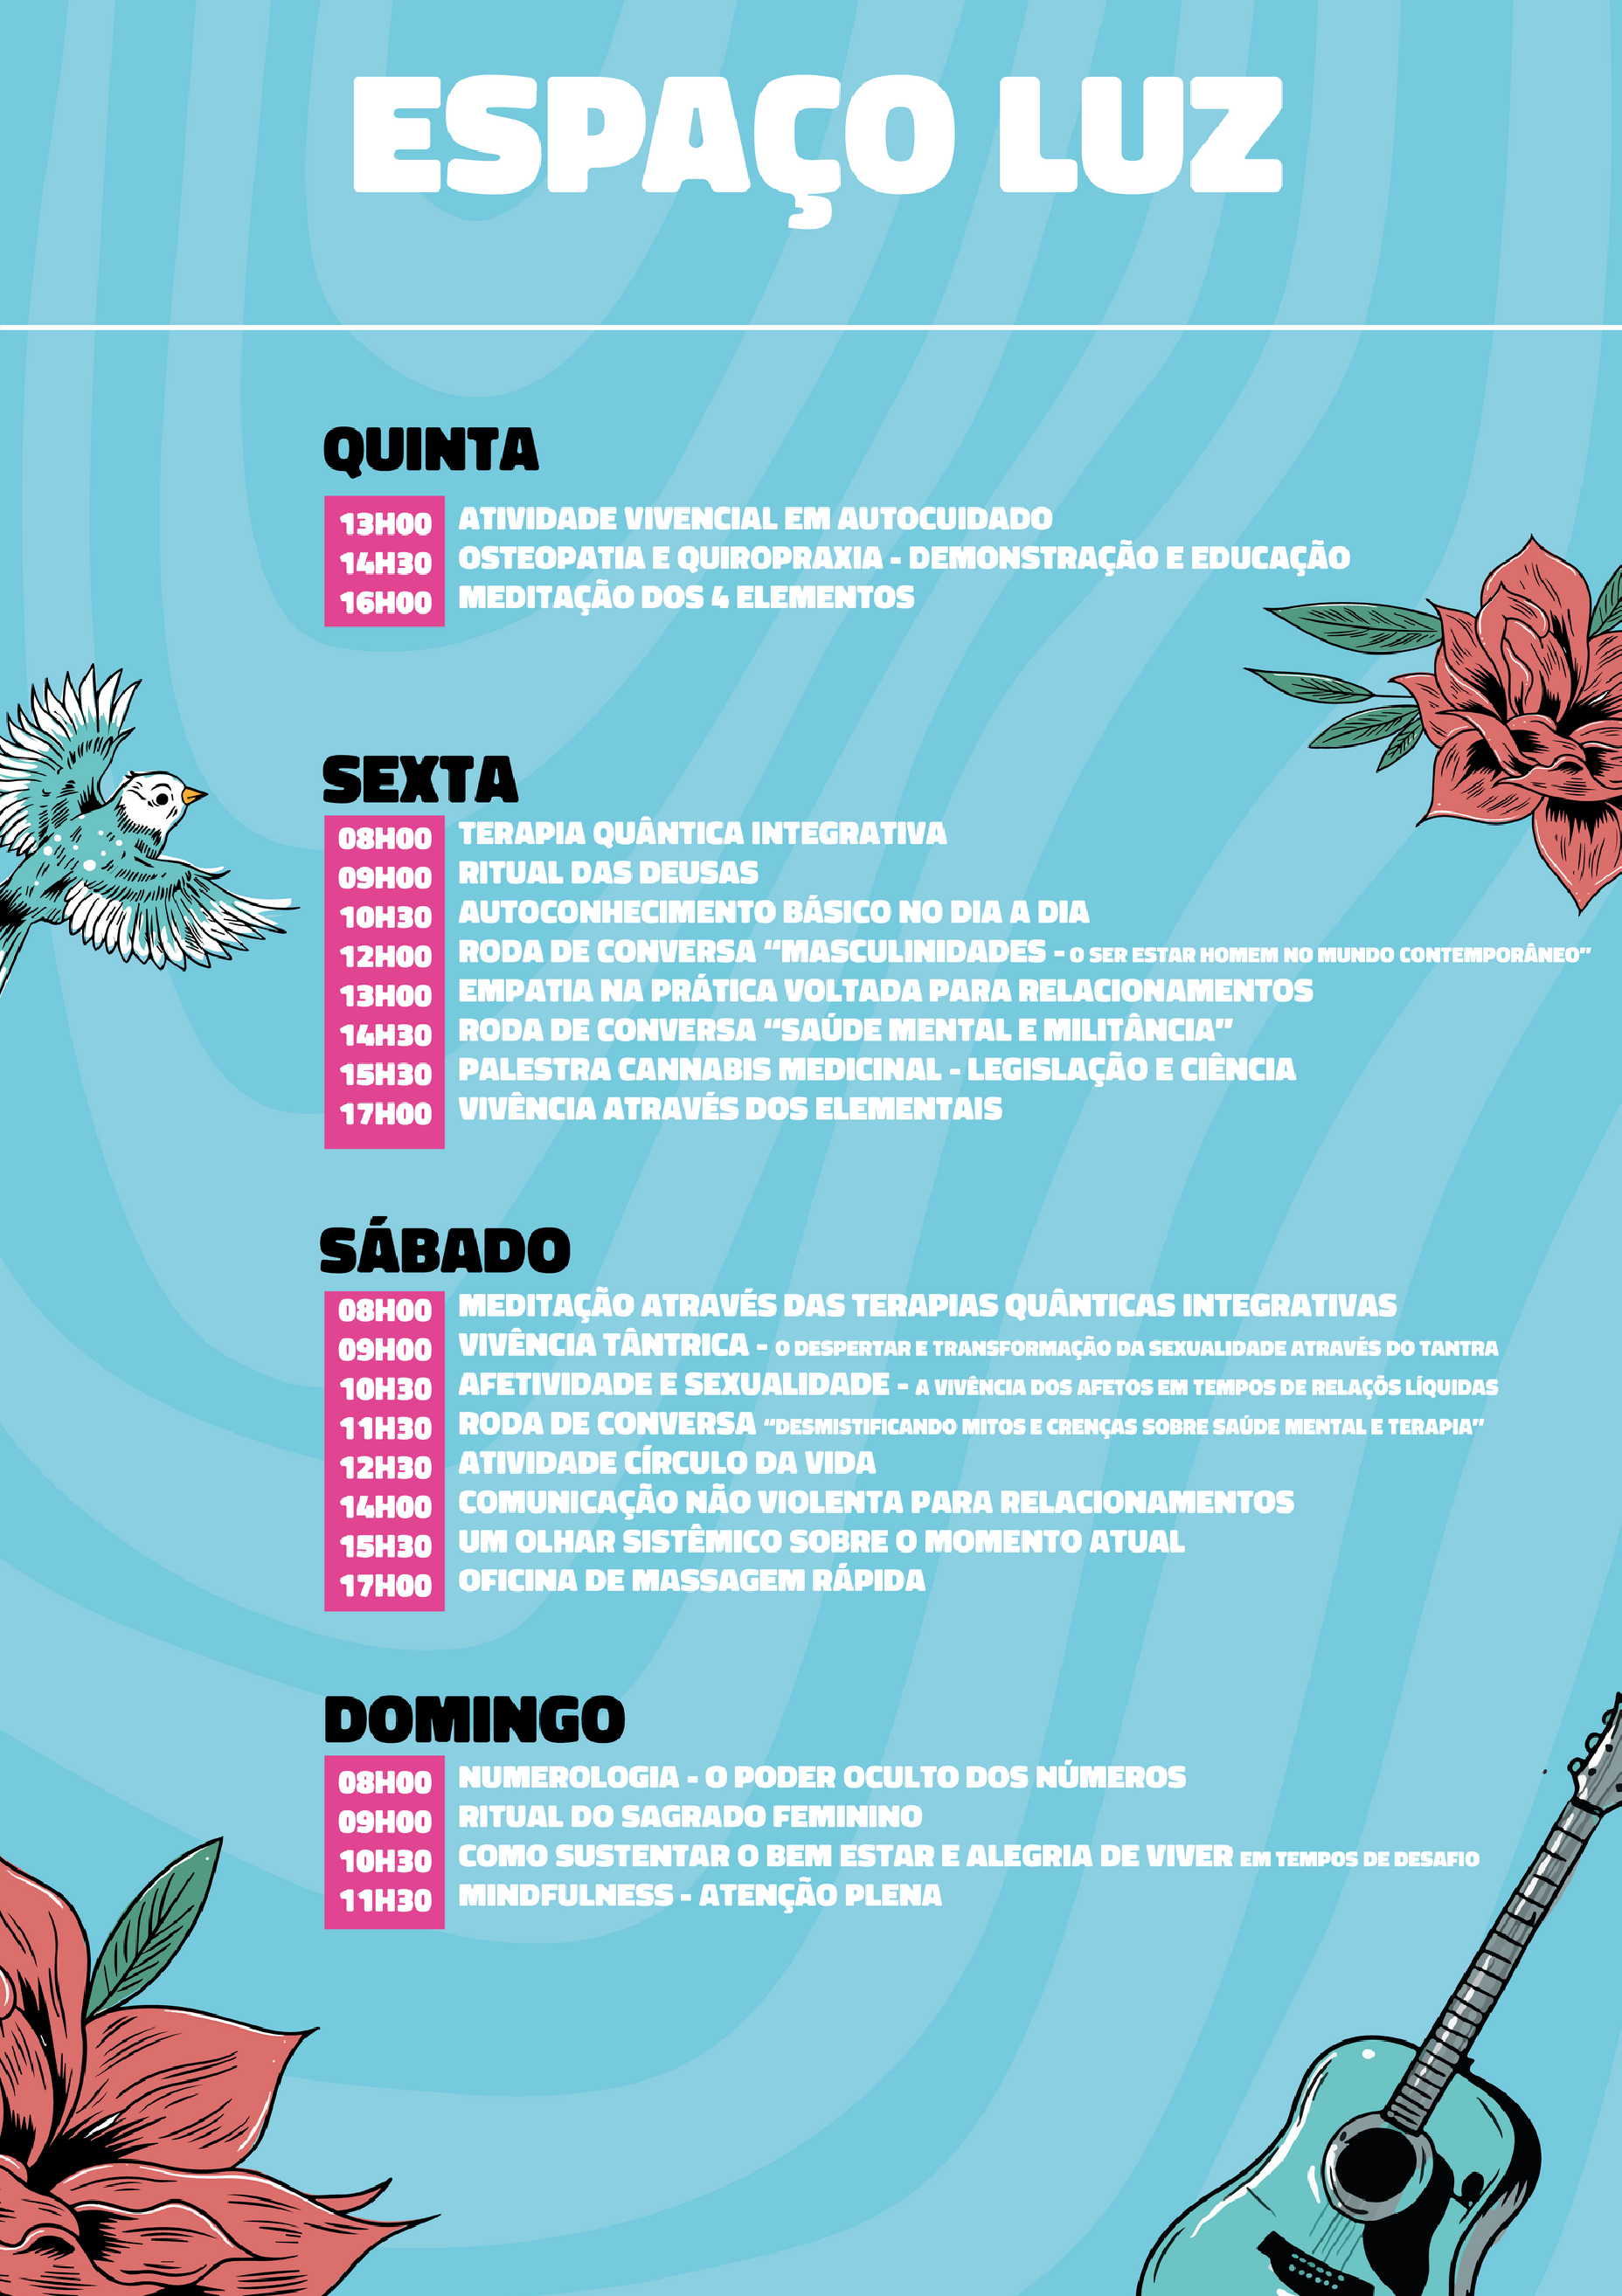 ESPAÇO LUZ
QUINTA
13H00 ATIVIDADE VIVENCIAL EM AUTOCUIDADO
14H30 OSTEOPATIA E QUIROPRAXIA - DEMONSTRAÇÃO E EDUCAÇÃO
16H00 MEDITAÇÃO DOS 4 ELEMENTOS
SEXTA
08H00 TERAPIA QUÂNTICA INTEGRATIVA
09H00 RITUAL DAS DEUSAS
10H30 AUTOCONHECIMENTO BÁSICO NO DIA A DIA
12H00 RODA DE CONVERSA “MASCULINIDADES - O SER ESTAR HOMEM NO MUNDO CONTEMPORÂNEO”
13H00 EMPATIA NA PRÁTICA VOLTADA PARA RELACIONAMENTOS
14H30 RODA DE CONVERSA “SAÚDE MENTAL E MILITÂNCIA”
15H30 PALESTRA CANNABIS MEDICINAL - LEGISLAÇÃO E CIÊNCIA
17H00 VIVÊNCIA ATRAVÉS DOS ELEMENTAIS
SÁBADO
08H00 MEDITAÇÃO ATRAVÉS DAS TERAPIAS QUÂNTICAS INTEGRATIVAS
09H00 VIVÊNCIA TÂNTRICA - O DESPERTAR E TRANSFORMAÇÃO DA SEXUALIDADE ATRAVÉS DO TANTRA
10H30 AFETIVIDADE E SEXUALIDADE - A VIVÊNCIA DOS AFETOS EM TEMPOS DE RELAÇÕS LÍQUIDAS
11H30 RODA DE CONVERSA “DESMISTIFICANDO MITOS E CRENÇAS SOBRE SAÚDE MENTAL E TERAPIA”
12H30 ATIVIDADE CÍRCULO DA VIDA
14H00 COMUNICAÇÃO NÃO VIOLENTA PARA RELACIONAMENTOS
15H30 UM OLHAR SISTÊMICO SOBRE O MOMENTO ATUAL
17H00 OFICINA DE MASSAGEM RÁPIDA
DOMINGO
08H00 NUMEROLOGIA - O PODER OCULTO DOS NÚMEROS
09H00 RITUAL DO SAGRADO FEMININO
10H30 COMO SUSTENTAR O BEM ESTAR E ALEGRIA DE VIVER EM TEMPOS DE DESAFIO
11H30 MINDFULNESS - ATENÇÃO PLENA